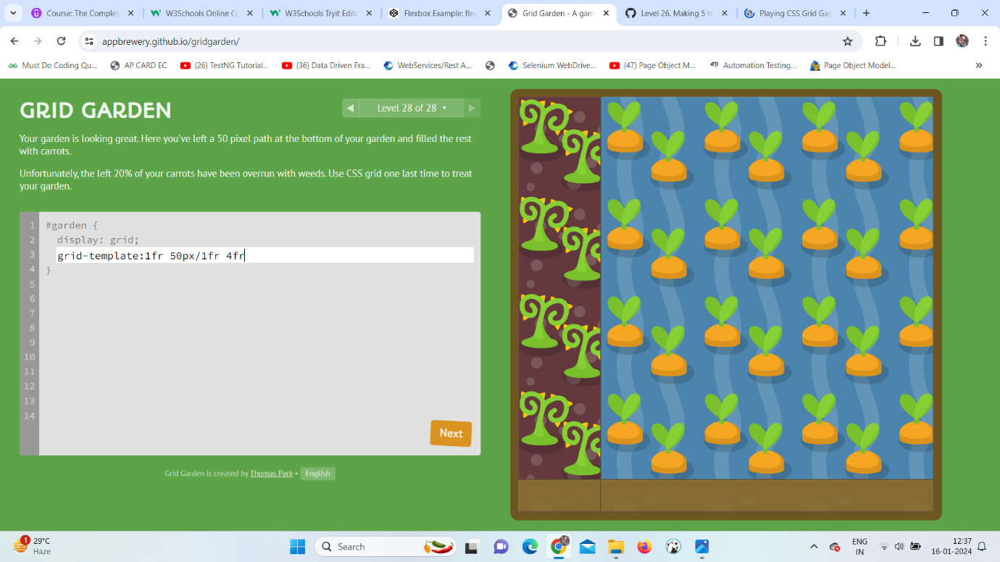 Course: The Complet
W3Schools Online Co
W3Schools Tryit Edito
Flexbox Example: flex
Grid Garden - A gam
Level 26. Making 5 ro
Playing CSS Grid Gar
appbrewery.github.io/gridgarden/
Must Do Coding Qu...
AP CARD EC
(26) TestNG Tutorial...
(36) Data Driven Fra...
WebServices/Rest A...
Selenium WebDrive...
(47) Page Object M...
Automation Testing...
Page Object Model...
GRID GARDEN
Level 28 of 28
Your garden is looking great. Here you've left a 50 pixel path at the bottom of your garden and filled the rest
with carrots.
Unfortunately, the left 20% of your carrots have been overrun with weeds. Use CSS grid one last time to treat
your garden.
1 #garden {
2 display: grid;
3 grid-template:1fr 50px/1fr 4fr
4 }
5
6
7
8
9
10
11
12
13
14
Next
Grid Garden is created by Thomas Park • English
1
29°C
Haze
Search
ENG
IN
12:37
16-01-2024